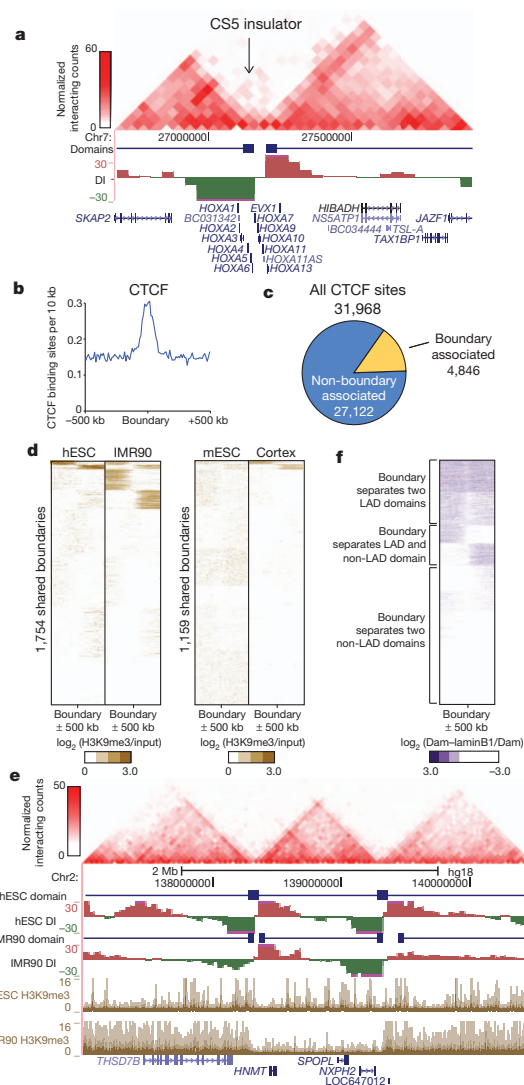 a
CS5 insulator
Normalized interacting counts
60
0
Chr7:
27000000
27500000
Domains
30
DI
−30
SKAP2
HOXA1
EVX1
HIBADH
JAZF1
BC031342
HOXA7
NS5ATP1
HOXA2
HOXA9
BC034444
TSL-A
HOXA3
HOXA10
TAX1BP1
HOXA4
HOXA11
HOXA5
HOXA11AS
HOXA6
HOXA13
b
CTCF
CTCF binding sites per 10 kb
0.3
0.2
0.1
0
−500 kb
Boundary
+500 kb
c
All CTCF sites
31,968
Boundary
associated
4,846
Non-boundary
associated
27,122
d
hESC
IMR90
1,754 shared boundaries
Boundary
± 500 kb
Boundary
± 500 kb
log2 (H3K9me3/input)
0
3.0
mESC
Cortex
1,159 shared boundaries
Boundary
± 500 kb
Boundary
± 500 kb
log2 (H3K9me3/input)
0
3.0
f
Boundary
separates two
LAD domains
Boundary
separates LAD and
non-LAD domain
Boundary
separates two
non-LAD domains
Boundary
± 500 kb
log2 (Dam–laminB1/Dam)
3.0
−3.0
e
Normalized
interacting counts
50
0
2 Mb
hg18
Chr2:
138000000
139000000
140000000
hESC domain
30
hESC DI
−30
MR90 domain
30
IMR90 DI
−30
ESC H3K9me3
16
0
R90 H3K9me3
16
0
THSD7B
SPOPL
HNMT
NXPH2
LOC647012